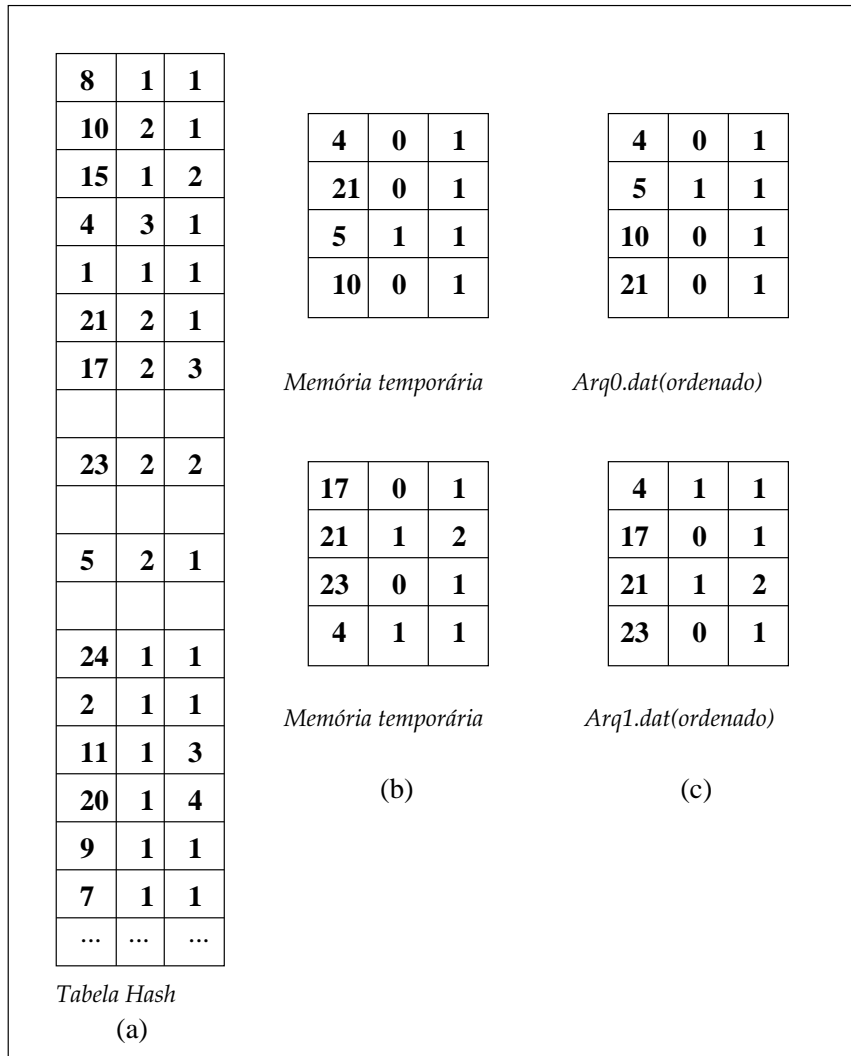 8 1 1
10 2 1
15 1 2
4 3 1
1 1 1
21 2 1
17 2 3
23 2 2
5 2 1
24 1 1
2 1 1
11 1 3
20 1 4
9 1 1
7 1 1
... ... ...
Tabela Hash
(a)
4 0 1
21 0 1
5 1 1
10 0 1
Memória temporária
17 0 1
21 1 2
23 0 1
4 1 1
Memória temporária
(b)
4 0 1
5 1 1
10 0 1
21 0 1
Arq0.dat(ordenado)
4 1 1
17 0 1
21 1 2
23 0 1
Arq1.dat(ordenado)
(c)